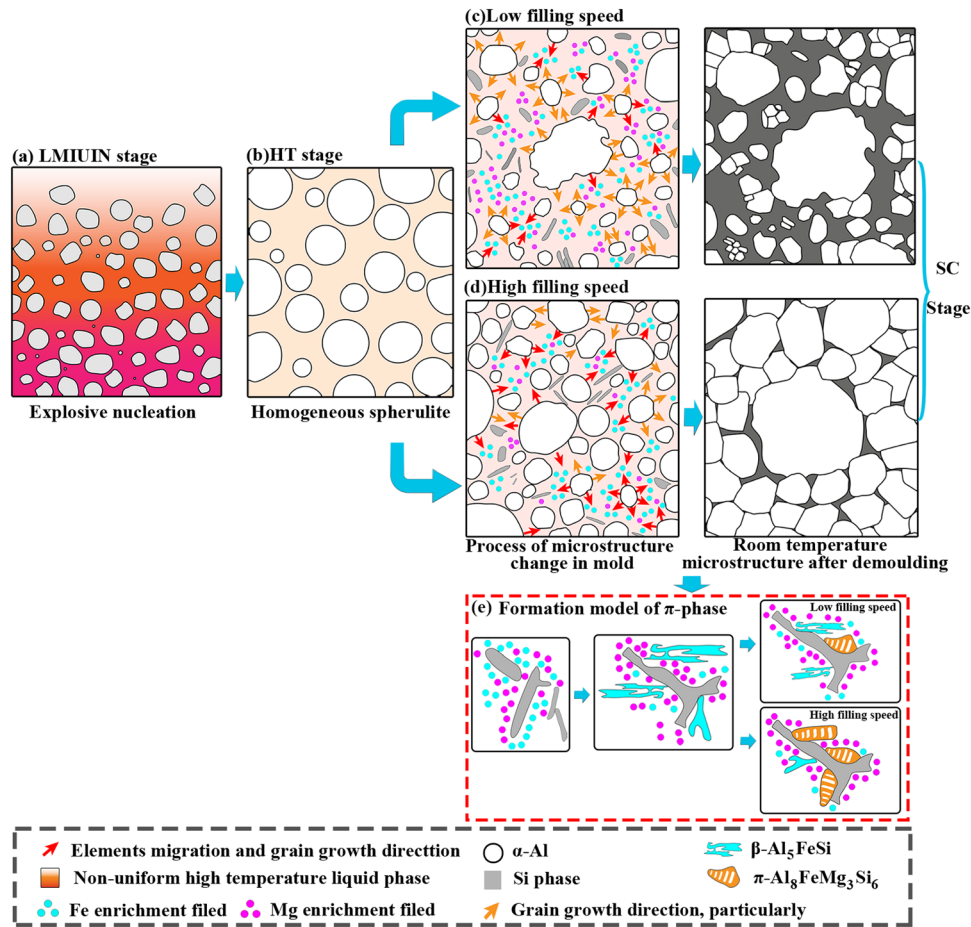 (c)Low filling speed
(a) LMIUIN stage
(b)HT stage
Explosive nucleation
Homogeneous spherulite
(d)High filling speed
SC
Stage
Process of microstructure
change in mold
Room temperature
microstructure after demoulding
(e) Formation model of π-phase
Low filling speed
High filling speed
Elements migration and grain growth directtion
α-Al
β-Al₅FeSi
Non-uniform high temperature liquid phase
Si phase
π-Al₈FeMg₃Si₆
Fe enrichment filed
Mg enrichment filed
Grain growth direction, particularly